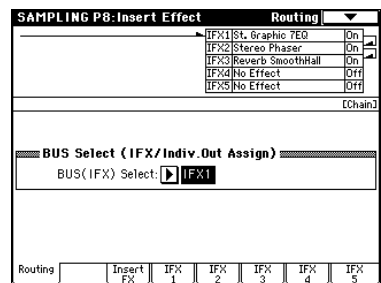 SAMPLING P8:Insert Effect Routing
IFX1 St. Graphic 7EQ On
IFX2 Stereo Phaser On
IFX3 Reverb SmoothHall On
IFX4 No Effect Off
IFX5 No Effect Off
[Chain]
BUS Select (IFX/Indiv.Out Assign)
BUS(IFX) Select: IFX1
Routing Insert FX IFX 1 IFX 2 IFX 3 IFX 4 IFX 5